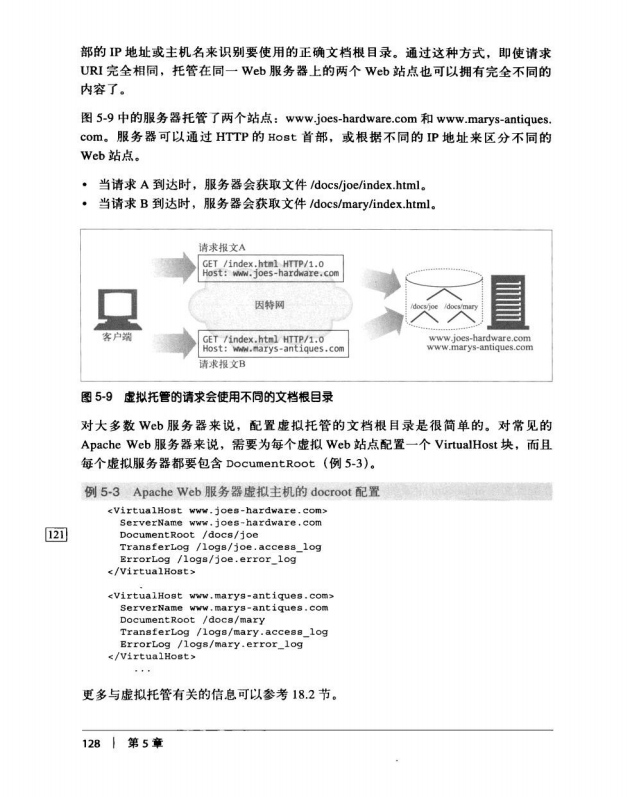 部的 IP 地址或主机名来识别要使用的正确文档根目录。通过这种方式，即使请求
URI 完全相同，托管在同一 Web 服务器上的两个 Web 站点也可以拥有完全不同的
内容了。
图 5-9 中的服务器托管了两个站点：www.joes-hardware.com 和 www.marys-antiques.
com。服务器可以通过 HTTP 的 Host 首部，或根据不同的 IP 地址来区分不同的
Web 站点。
• 当请求 A 到达时，服务器会获取文件 /docs/joe/index.html。
• 当请求 B 到达时，服务器会获取文件 /docs/mary/index.html。
请求报文A
GET /index.html HTTP/1.0
Host: www.joes-hardware.com
因特网
/docs/joe /docs/mary
客户端
GET /index.html HTTP/1.0
Host: www.marys-antiques.com
www.joes-hardware.com
www.marys-antiques.com
请求报文B
图 5-9 虚拟托管的请求会使用不同的文档根目录
对大多数 Web 服务器来说，配置虚拟托管的文档根目录是很简单的。对常见的
Apache Web 服务器来说，需要为每个虚拟 Web 站点配置一个 VirtualHost 块，而且
每个虚拟服务器都要包含 DocumentRoot（例 5-3）。
例 5-3 Apache Web 服务器虚拟主机的 docroot 配置
<VirtualHost www.joes-hardware.com>
ServerName www.joes-hardware.com
121
DocumentRoot /docs/joe
TransferLog /logs/joe.access_log
ErrorLog /logs/joe.error_log
</VirtualHost>
<VirtualHost www.marys-antiques.com>
ServerName www.marys-antiques.com
DocumentRoot /docs/mary
TransferLog /logs/mary.access_log
ErrorLog /logs/mary.error_log
</VirtualHost>
...
更多与虚拟托管有关的信息可以参考 18.2 节。
128 | 第 5 章